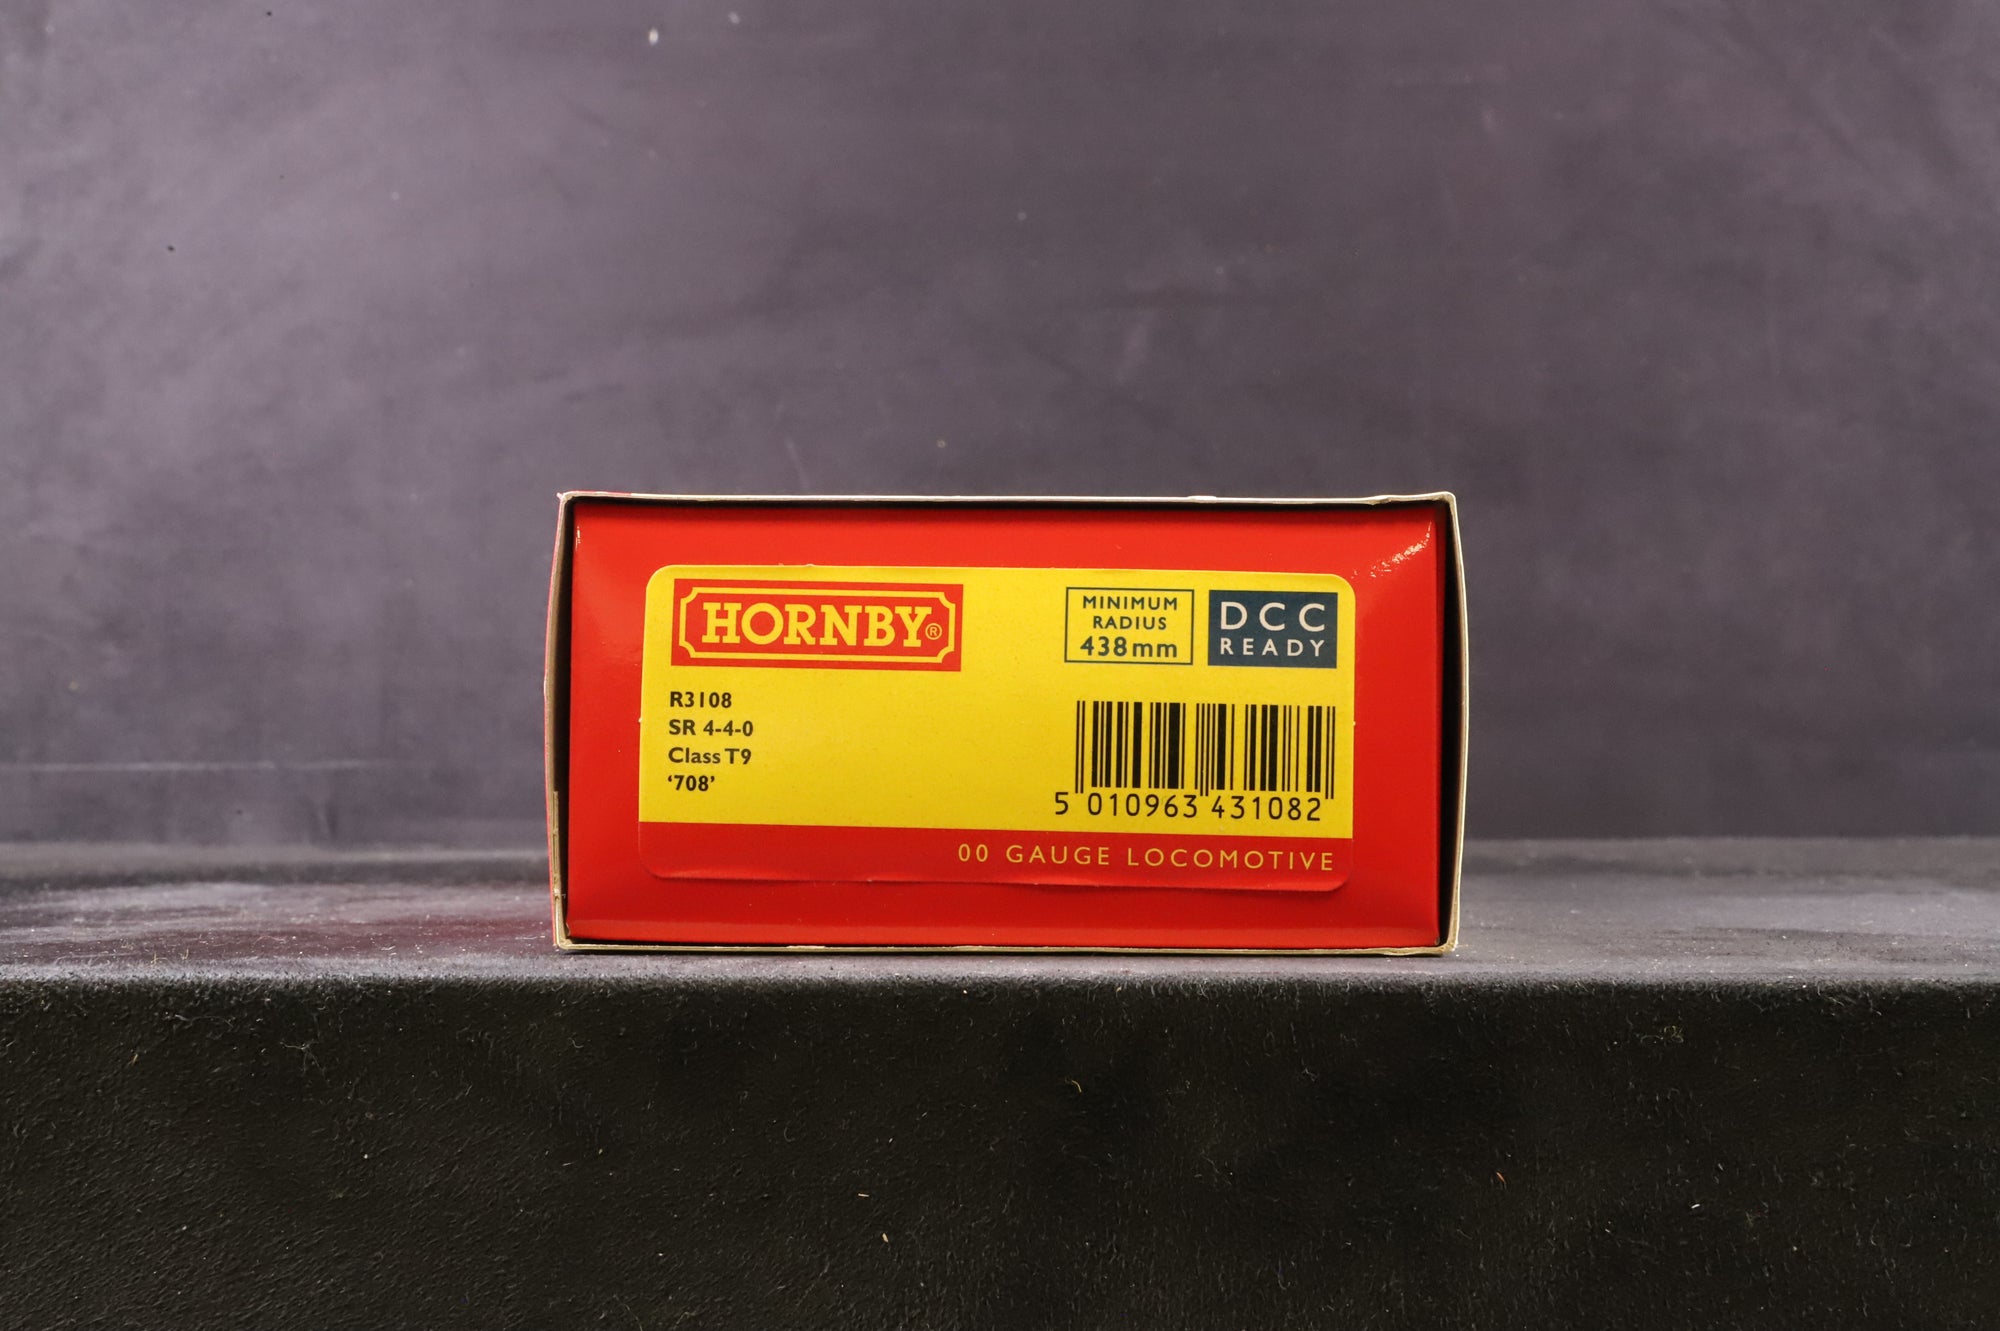 HORNBY®
MINIMUM
RADIUS
438mm
DCC
READY
R3108
SR 4-4-0
Class T9
‘708’
5 010963 431082
00 GAUGE LOCOMOTIVE